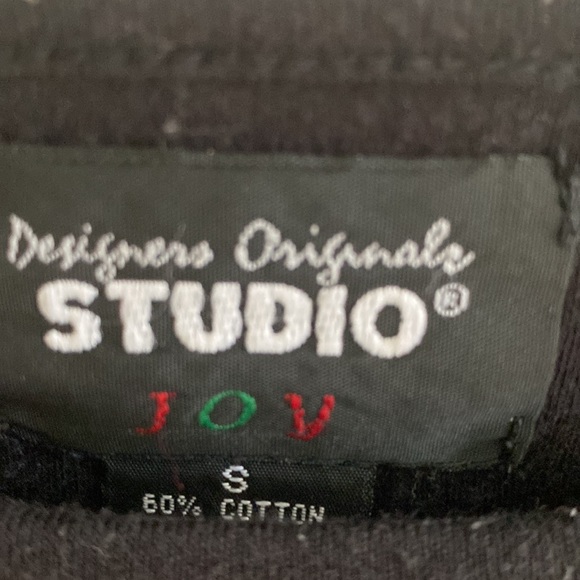 Designers Originals
STUDIO®
JOY
S
60% COTTON